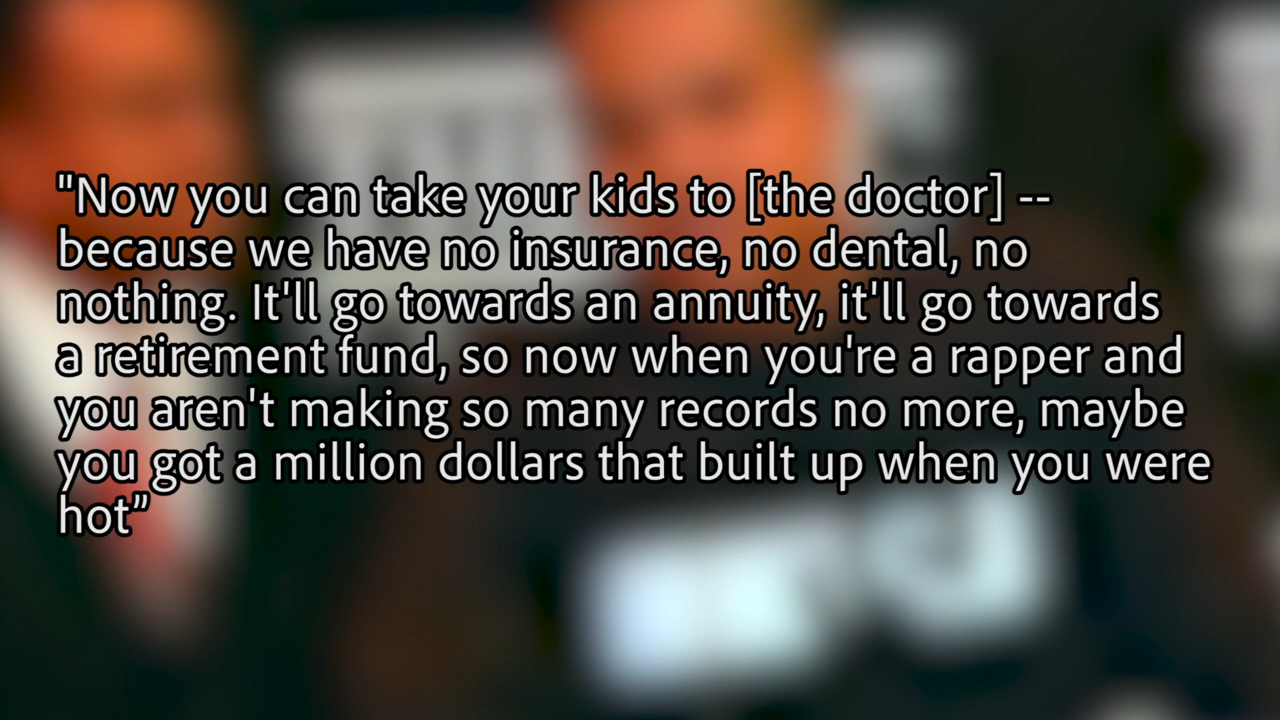 "Now you can take your kids to [the doctor] --
because we have no insurance, no dental, no
nothing. It'll go towards an annuity, it'll go towards
a retirement fund, so now when you're a rapper and
you aren't making so many records no more, maybe
you got a million dollars that built up when you were
hot”